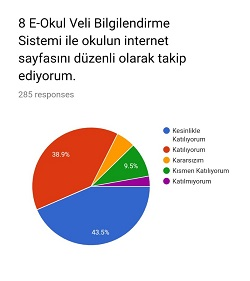 8 E-Okul Veli Bilgilendirme
Sistemi ile okulun internet
sayfasını düzenli olarak takip
ediyorum.
285 responses
Kesinlikle
Katılıyorum
Katılıyorum
Kararsızım
Kısmen Katılıyorum
Katılmıyorum
38.9%
9.5%
43.5%